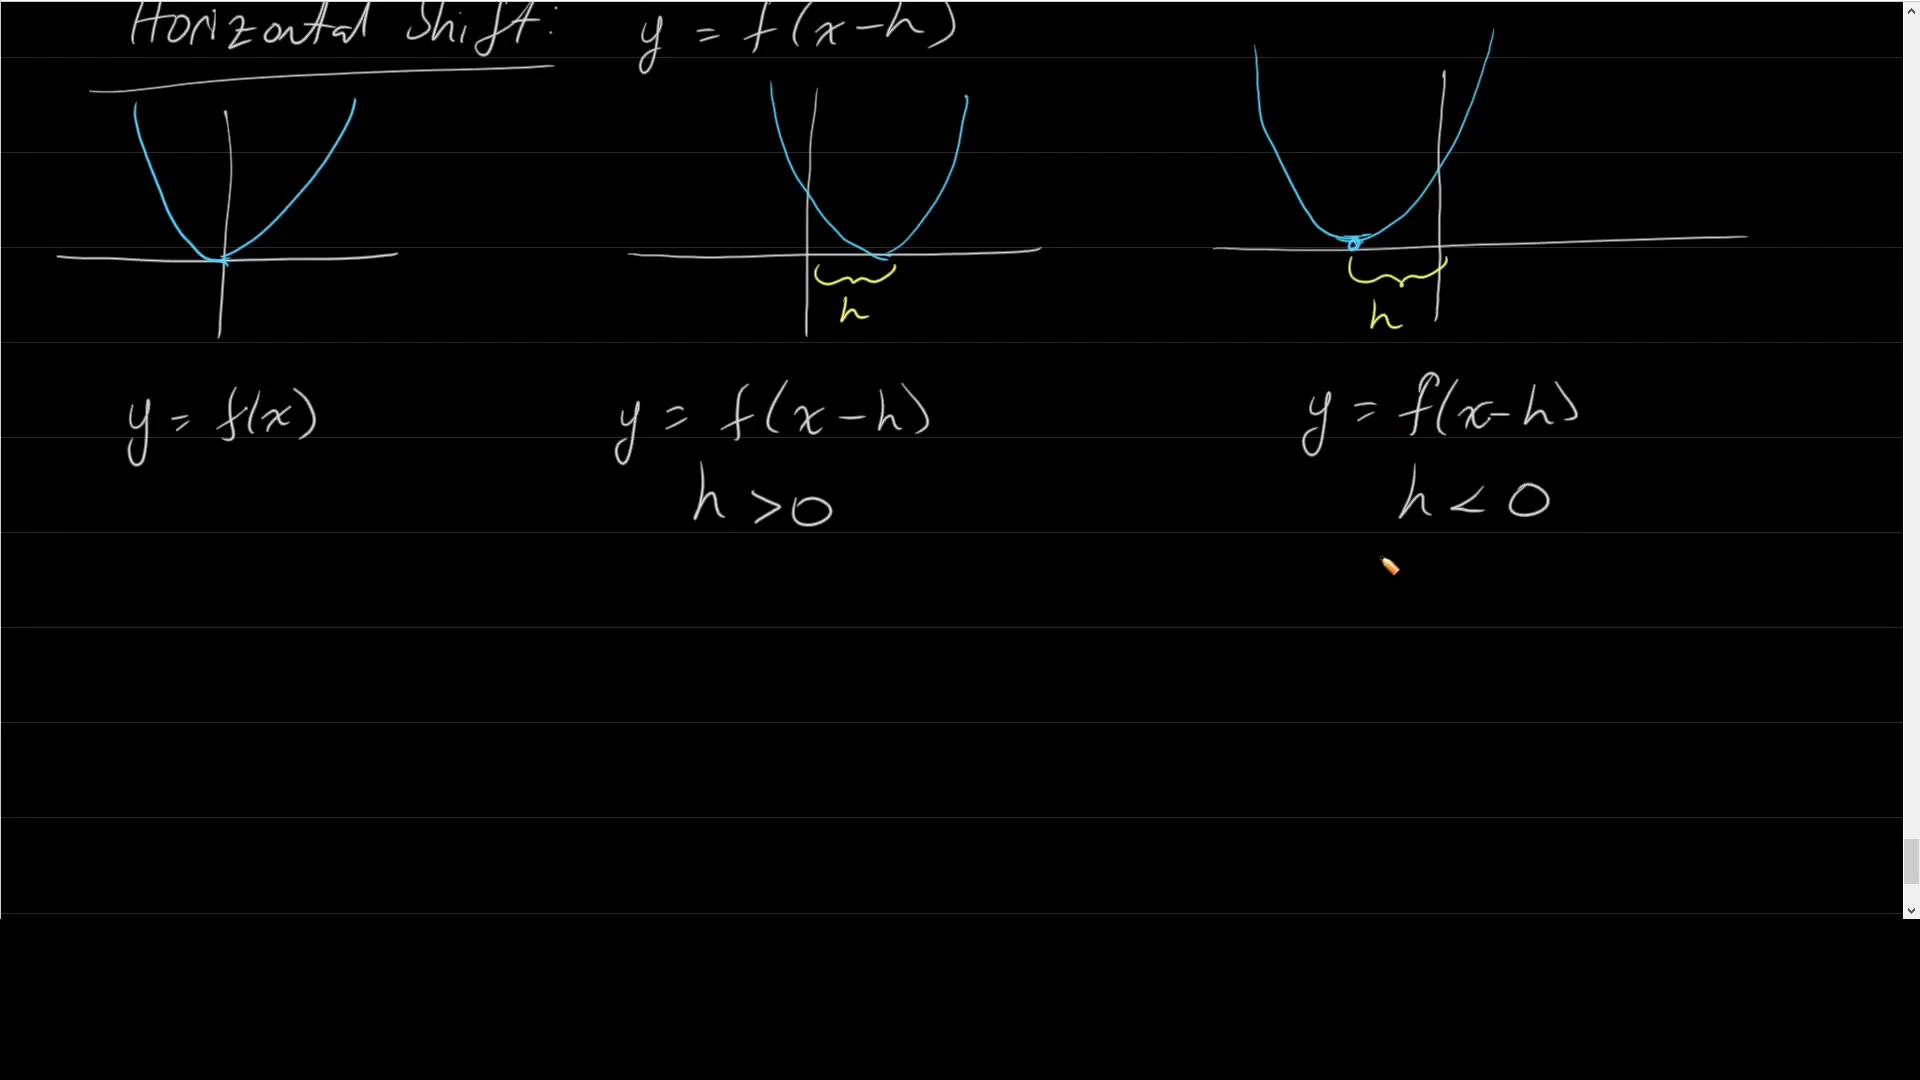 Horizontal Shift: y = f(x-h)
h h
y = f(x) y = f(x-h) y = f(x-h)
h > 0 h < 0